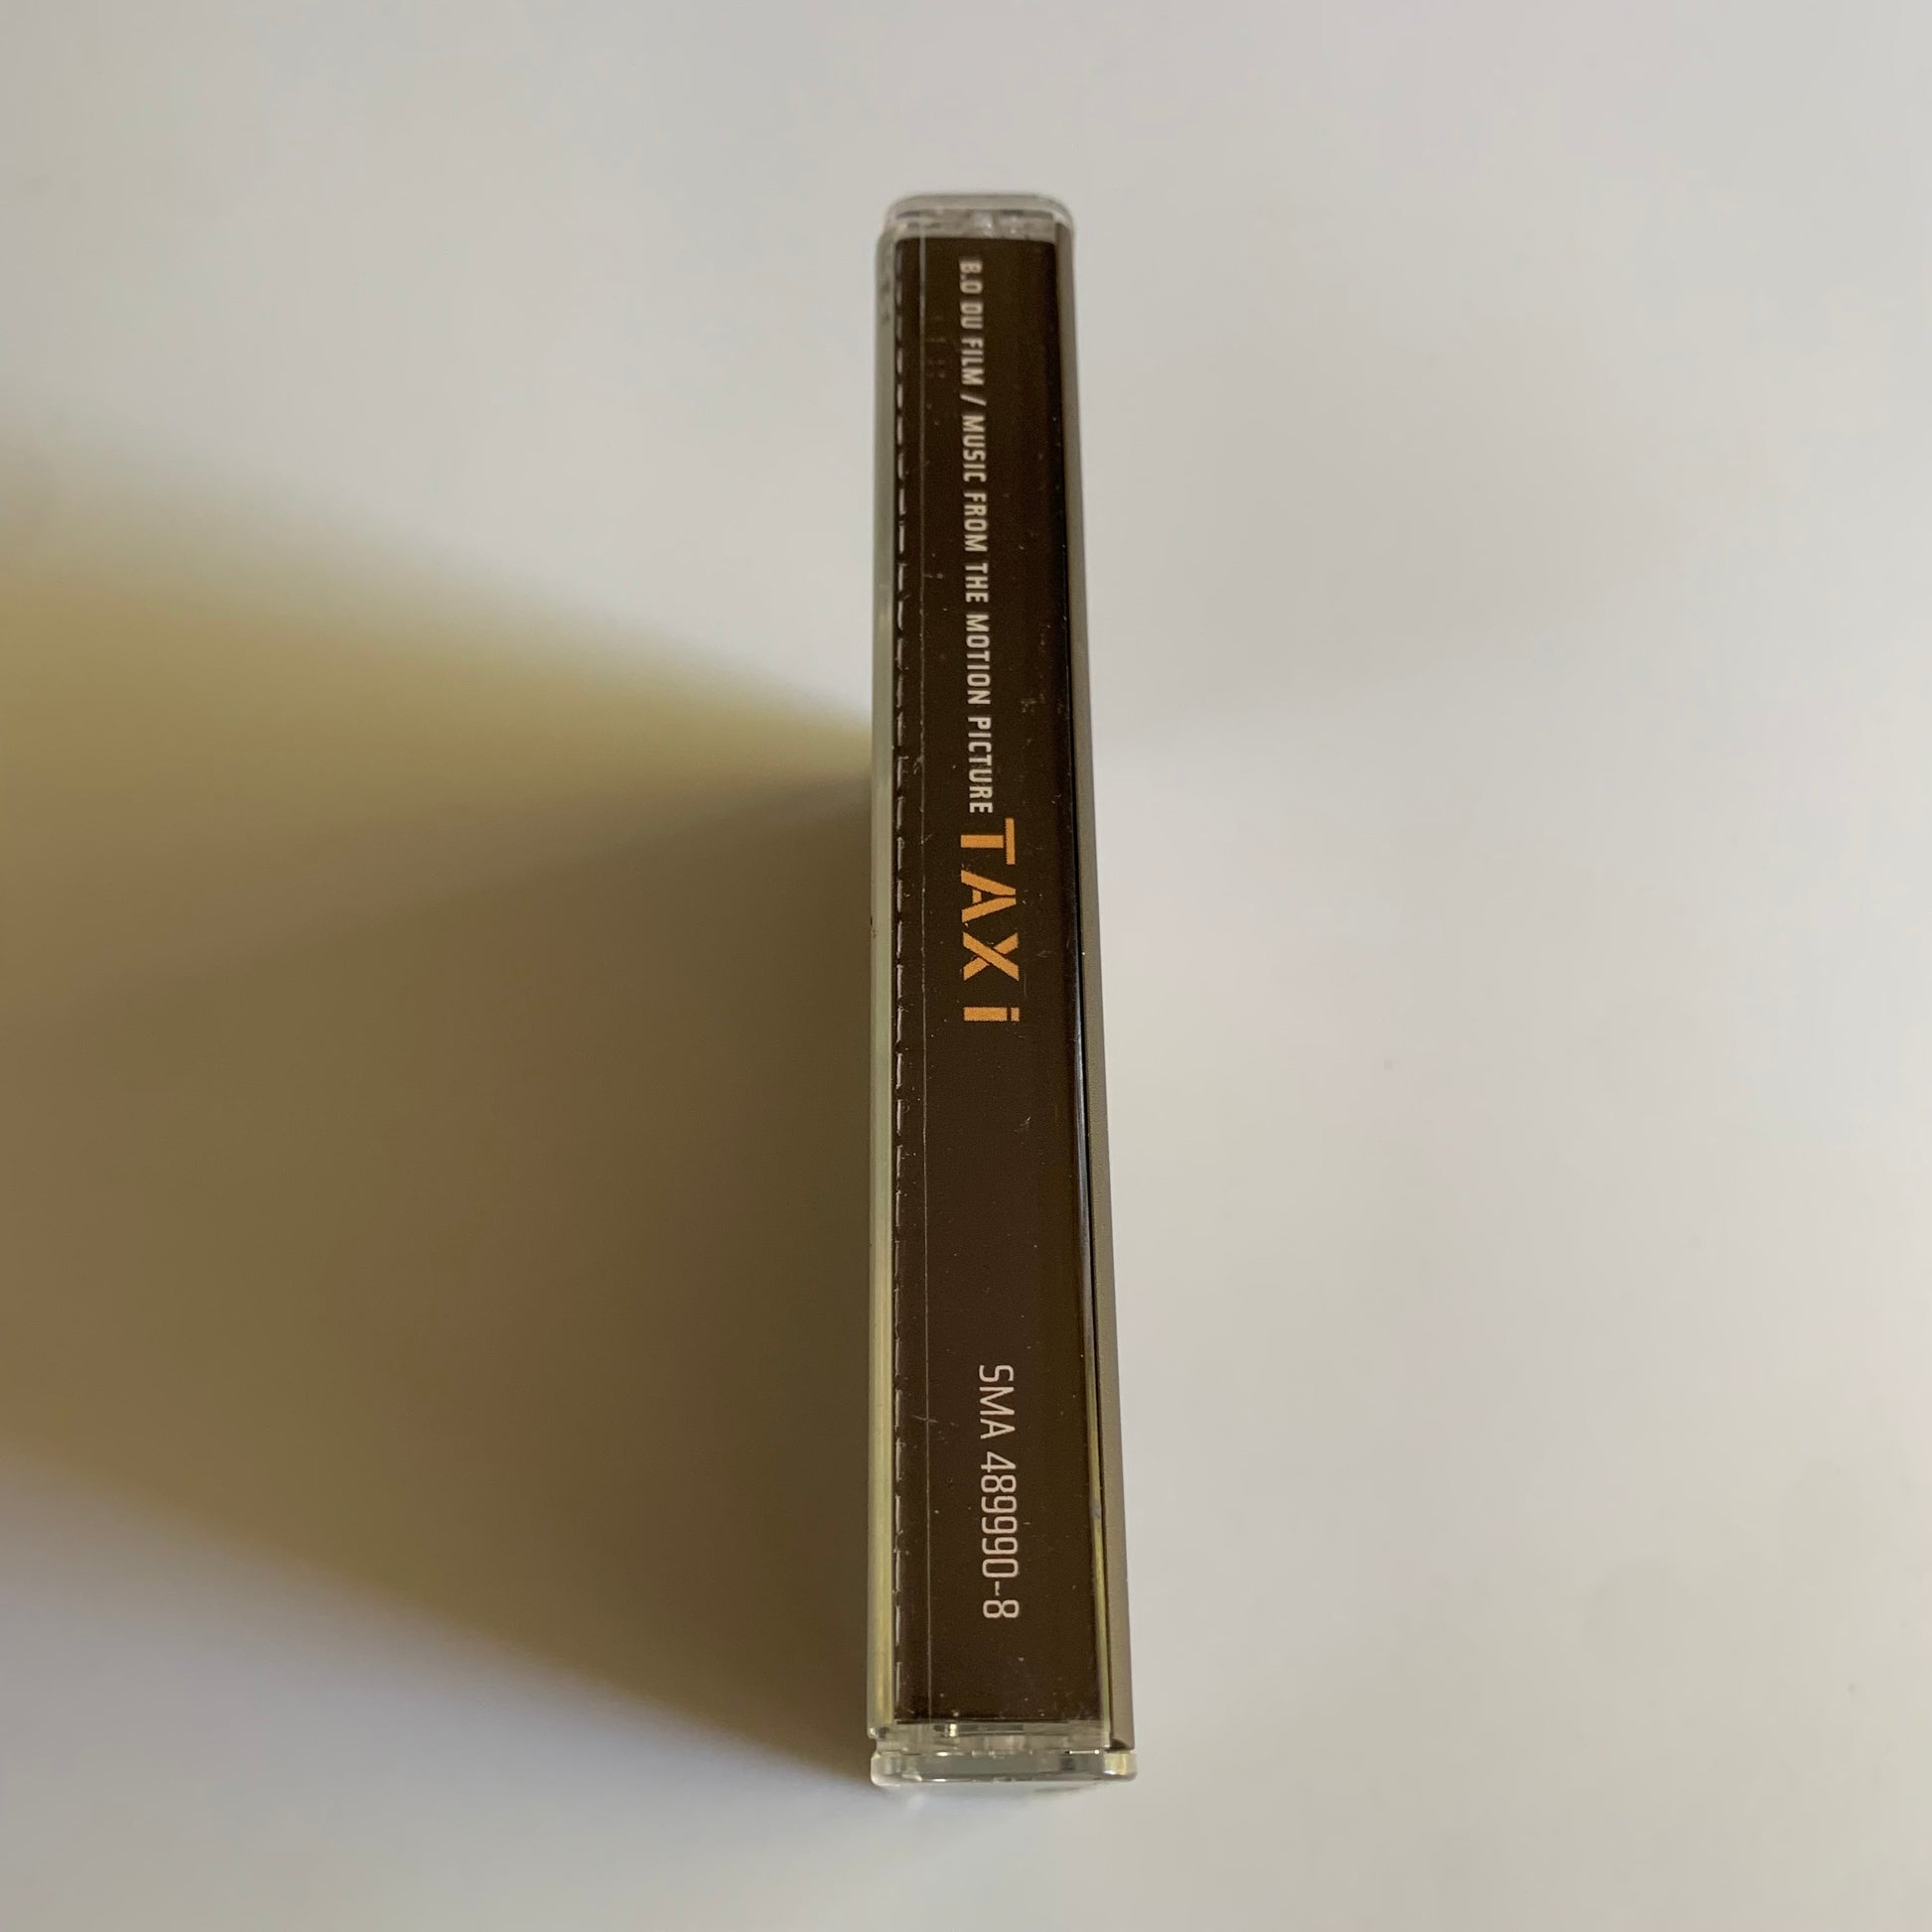 B.O DU FILM / MUSIC FROM THE MOTION PICTURE TAXi
SMA 489990-8